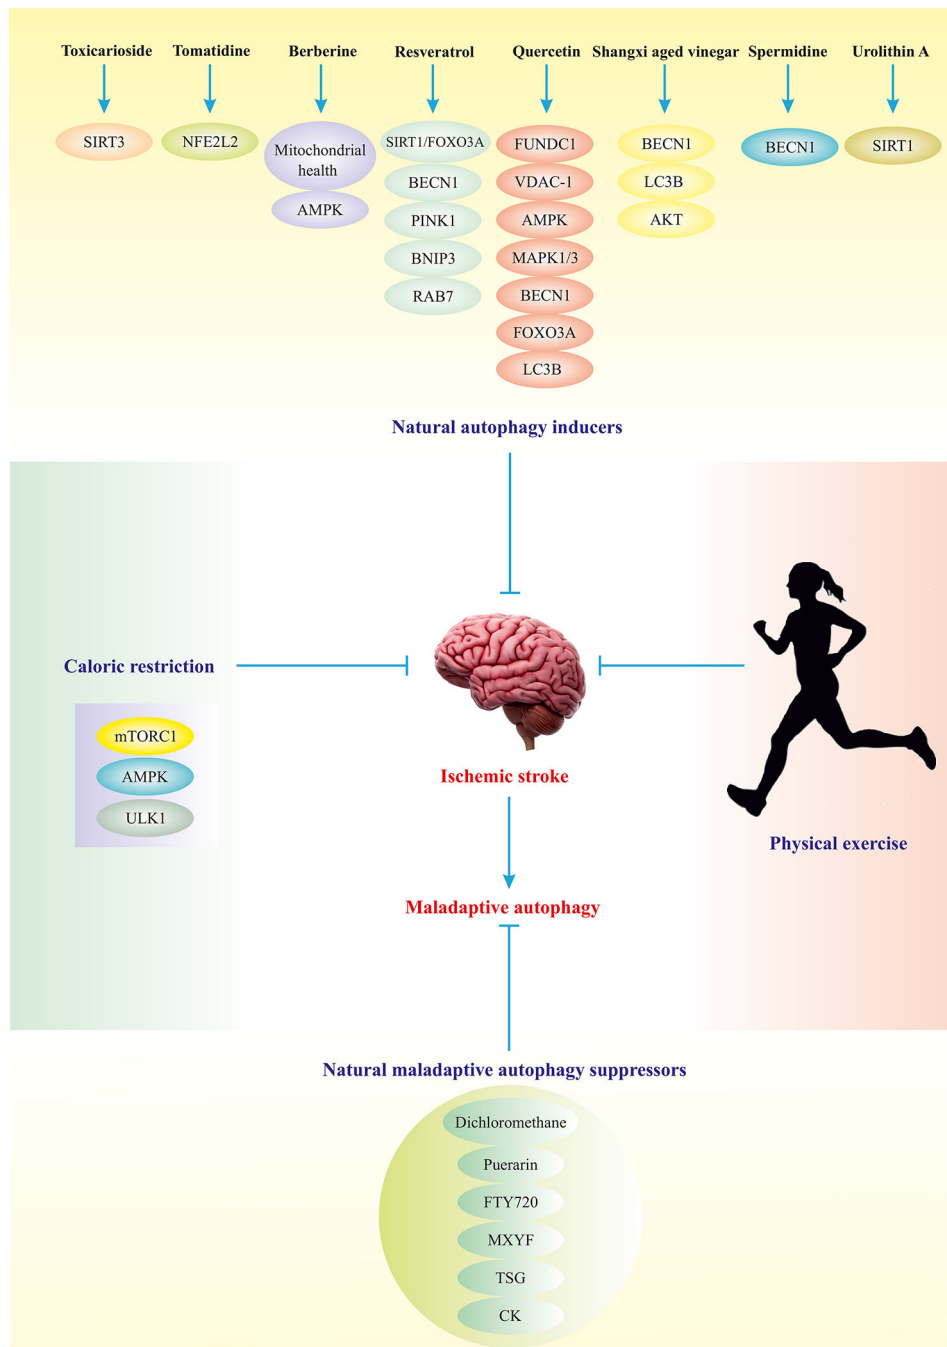 Toxicarioside
Tomatidine
Berberine
Resveratrol
Quercetin
Shangxi aged vinegar
Spermidine
Urolithin A
SIRT3
NFE2L2
Mitochondrial
health
AMPK
SIRT1/FOXO3A
BECN1
PINK1
BNIP3
RAB7
FUNDC1
VDAC-1
AMPK
MAPK1/3
BECN1
FOXO3A
LC3B
BECN1
LC3B
AKT
BECN1
SIRT1
Natural autophagy inducers
Caloric restriction
mTORC1
AMPK
ULK1
Ischemic stroke
Physical exercise
Maladaptive autophagy
Natural maladaptive autophagy suppressors
Dichloromethane
Puerarin
FTY720
MXYF
TSG
CK